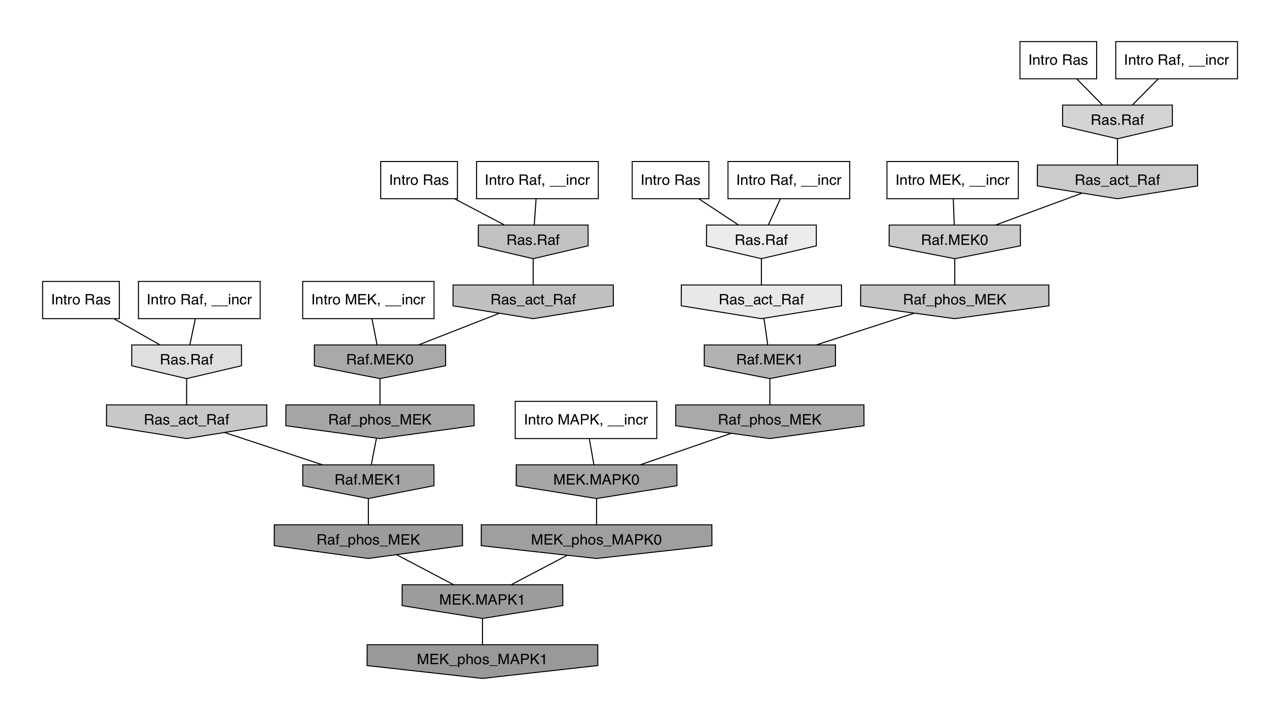 Intro Ras
Intro Raf, __incr
Ras.Raf
Intro Ras
Intro Raf, __incr
Intro Ras
Intro Raf, __incr
Intro MEK, __incr
Ras_act_Raf
Ras.Raf
Ras.Raf
Raf.MEK0
Intro Ras
Intro Raf, __incr
Intro MEK, __incr
Ras_act_Raf
Ras_act_Raf
Raf_phos_MEK
Ras.Raf
Raf.MEK0
Raf.MEK1
Ras_act_Raf
Raf_phos_MEK
Intro MAPK, __incr
Raf_phos_MEK
Raf.MEK1
MEK.MAPK0
Raf_phos_MEK
MEK_phos_MAPK0
MEK.MAPK1
MEK_phos_MAPK1